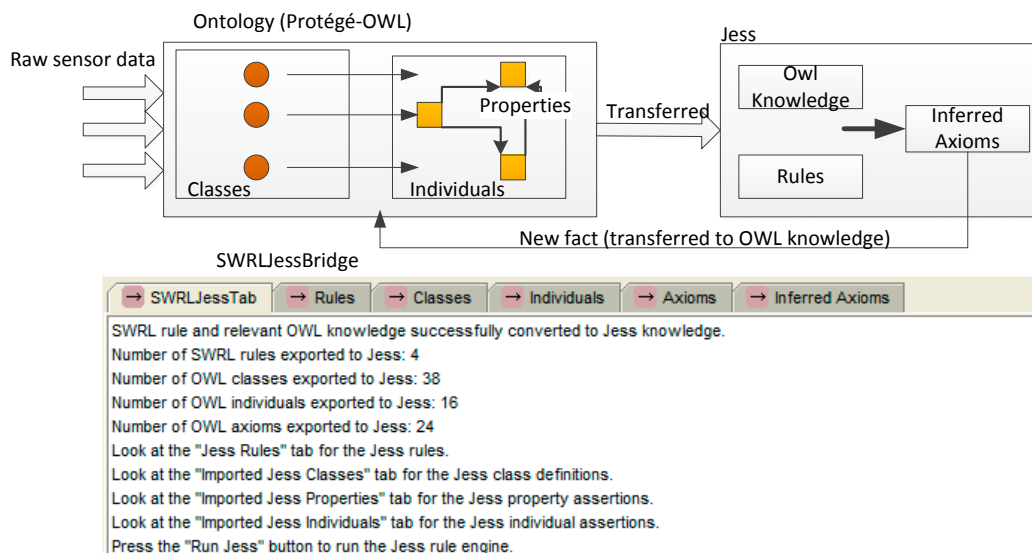 Ontology (Protégé-OWL)
Jess
Raw sensor data
Owl
Knowledge
Properties
Transferred
Inferred
Axioms
Rules
Classes
Individuals
New fact (transferred to OWL knowledge)
SWRLJessBridge
→ SWRLJessTab → Rules → Classes → Individuals → Axioms → Inferred Axioms
SWRL rule and relevant OWL knowledge successfully converted to Jess knowledge.
Number of SWRL rules exported to Jess: 4
Number of OWL classes exported to Jess: 38
Number of OWL individuals exported to Jess: 16
Number of OWL axioms exported to Jess: 24
Look at the "Jess Rules" tab for the Jess rules.
Look at the "Imported Jess Classes" tab for the Jess class definitions.
Look at the "Imported Jess Properties" tab for the Jess property assertions.
Look at the "Imported Jess Individuals" tab for the Jess individual assertions.
Press the "Run Jess" button to run the Jess rule engine.